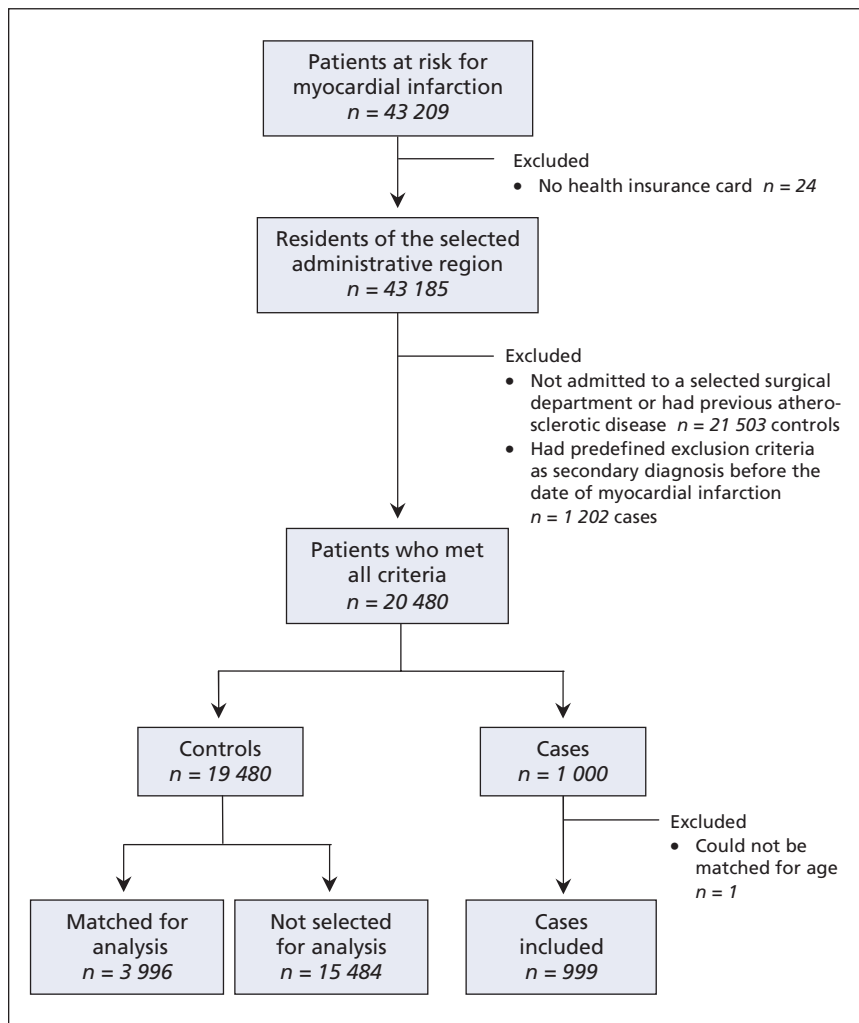 Patients at risk for
myocardial infarction
n = 43 209
Excluded
• No health insurance card n = 24
Residents of the selected
administrative region
n = 43 185
Excluded
• Not admitted to a selected surgical
department or had previous athero-
sclerotic disease n = 21 503 controls
• Had predefined exclusion criteria
as secondary diagnosis before the
date of myocardial infarction
n = 1 202 cases
Patients who met
all criteria
n = 20 480
Controls
n = 19 480
Cases
n = 1 000
Excluded
• Could not be
matched for age
n = 1
Matched for
analysis
n = 3 996
Not selected
for analysis
n = 15 484
Cases
included
n = 999